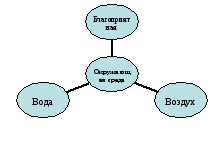 Благоприят
ная
Окружающ
ая среда
Вода
Воздух